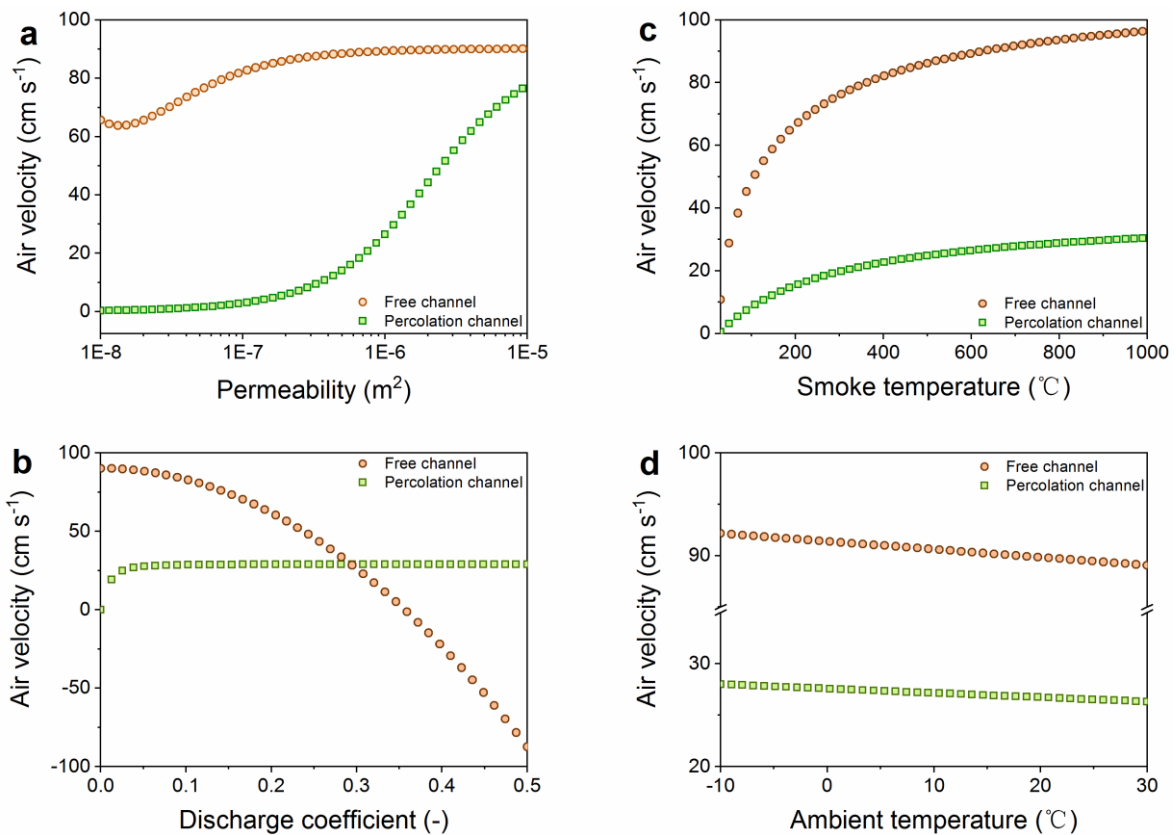 a
100
80
60
40
20
0
Air velocity (cm s⁻¹)
Free channel
Percolation channel
1E-8
1E-7
1E-6
1E-5
Permeability (m²)
c
100
80
60
40
20
0
Air velocity (cm s⁻¹)
Free channel
Percolation channel
200
400
600
800
1000
Smoke temperature (℃)
b
100
50
0
-50
-100
Air velocity (cm s⁻¹)
Free channel
Percolation channel
0.0
0.1
0.2
0.3
0.4
0.5
Discharge coefficient (-)
d
100
90
30
20
Air velocity (cm s⁻¹)
Free channel
Percolation channel
-10
0
10
20
30
Ambient temperature (℃)